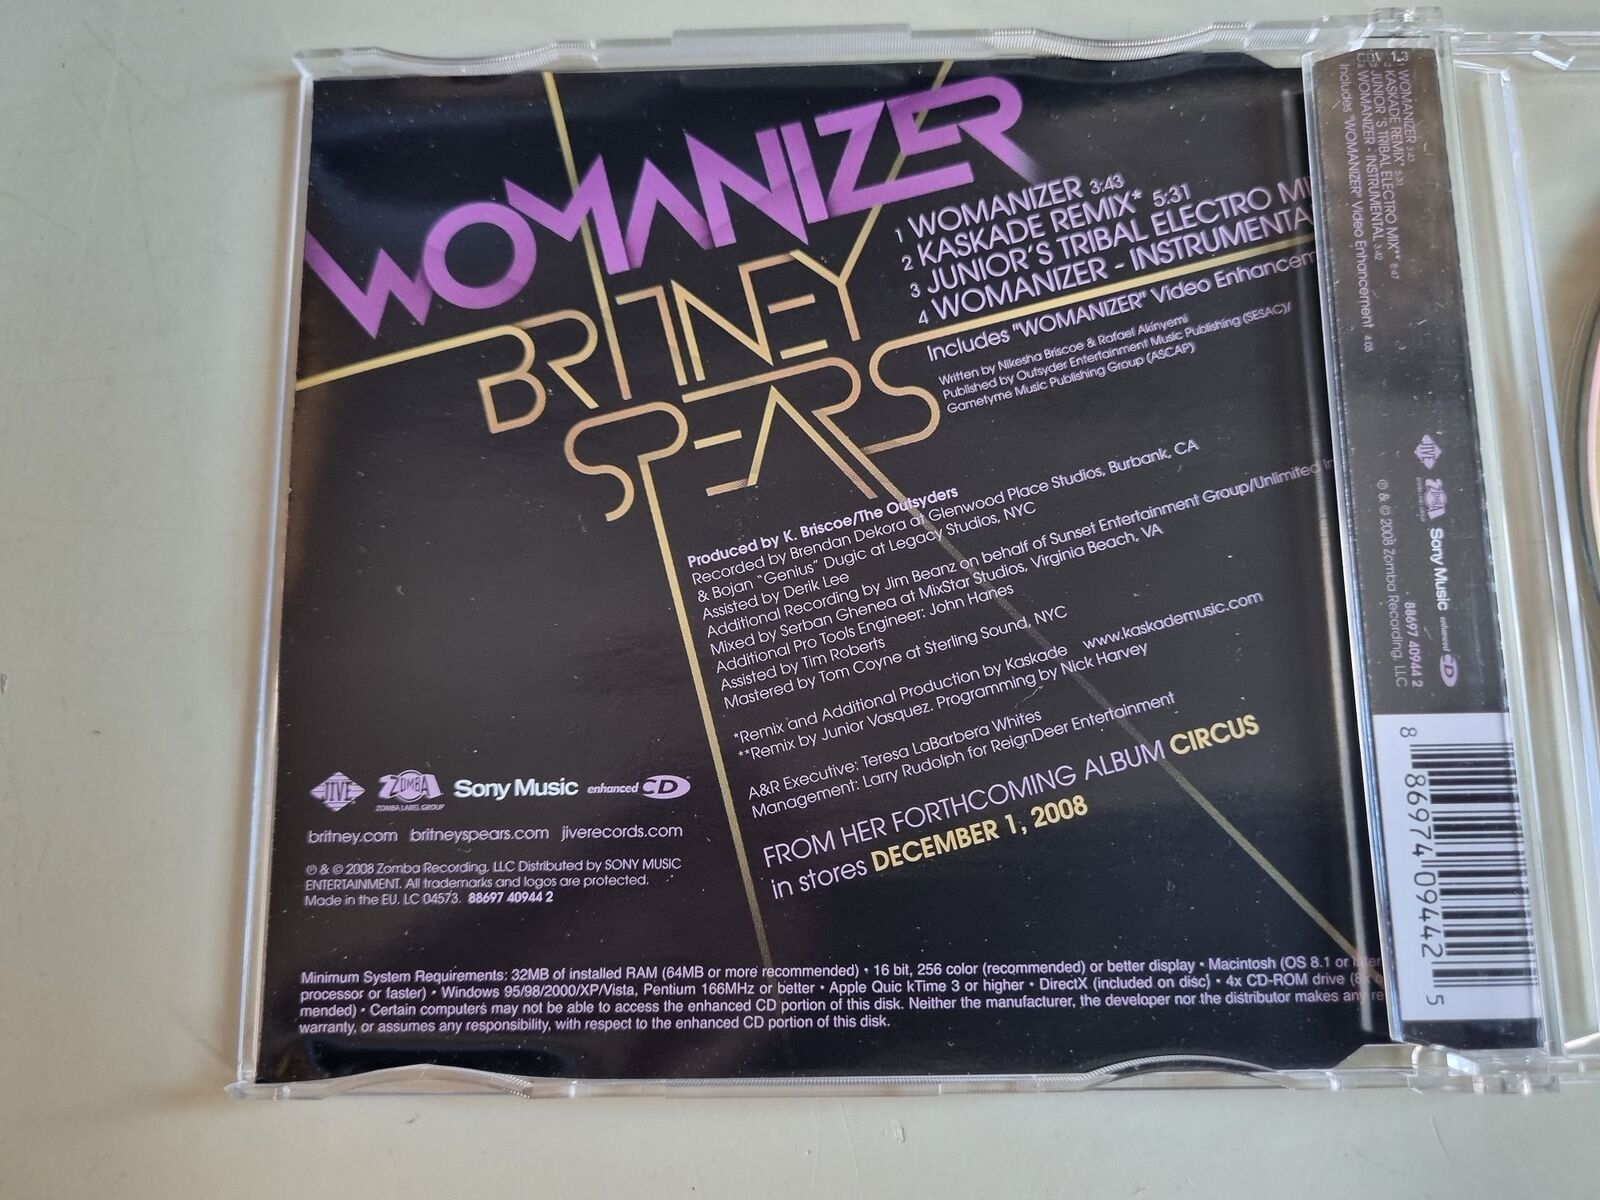 WOMANIZER
BRITNEY
SPEARS
1 WOMANIZER 3:43
2 KASKADE REMIX* 5:31
3 JUNIOR'S TRIBAL ELECTRO MI
4 WOMANIZER - INSTRUMENTA
Includes "WOMANIZER" Video Enhancem
Written by Nikesha Briscoe & Rafael Akinyemi
Published by Outsyder Entertainment Music Publishing (SESAC)/
Gametyme Music Publishing Group (ASCAP)
Produced by K. Briscoe/The Outsyders
Recorded by Brendan Dekora at Glenwood Place Studios, Burbank, CA
& Bojan "Genius" Dugic at Legacy Studios, NYC
Assisted by Derik Lee
Additional Recording by Jim Beanz on behalf of Sunset Entertainment Group/Unlimited In
Mixed by Serban Ghenea at MixStar Studios, Virginia Beach, VA
Additional Pro Tools Engineer: John Hanes
Assisted by Tim Roberts
Mastered by Tom Coyne at Sterling Sound, NYC
*Remix and Additional Production by Kaskade www.kaskademusic.com
**Remix by Junior Vasquez. Programming by Nick Harvey
A&R Executive: Teresa LaBarbera Whites
Management: Larry Rudolph for ReignDeer Entertainment
FROM HER FORTHCOMING ALBUM CIRCUS
in stores DECEMBER 1, 2008
JIVE ZOMBA Sony Music enhanced CD
ZOMBA LABEL GROUP
britney.com britneyspears.com jiverecords.com
℗ & © 2008 Zomba Recording, LLC Distributed by SONY MUSIC
ENTERTAINMENT. All trademarks and logos are protected.
Made in the EU. LC 04573. 88697 40944 2
Minimum System Requirements: 32MB of installed RAM (64MB or more recommended) • 16 bit, 256 color (recommended) or better display • Macintosh (OS 8.1 or later
processor or faster) • Windows 95/98/2000/XP/Vista, Pentium 166MHz or better • Apple Quic kTime 3 or higher • DirectX (included on disc) • 4x CD-ROM drive (8x
mended) • Certain computers may not be able to access the enhanced CD portion of this disk. Neither the manufacturer, the developer nor the distributor makes any re
warranty, or assumes any responsibility, with respect to the enhanced CD portion of this disk.
WOMANIZER 3:43
KASKADE REMIX* 5:31
JUNIOR'S TRIBAL ELECTRO MIX** 6:47
WOMANIZER - INSTRUMENTAL 3:42
Includes "WOMANIZER" Video Enhancement 4:05
JIVE ZOMBA Sony Music enhanced CD
88697 40944 2
℗ & © 2008 Zomba Recording, LLC
8 86974 09442 5